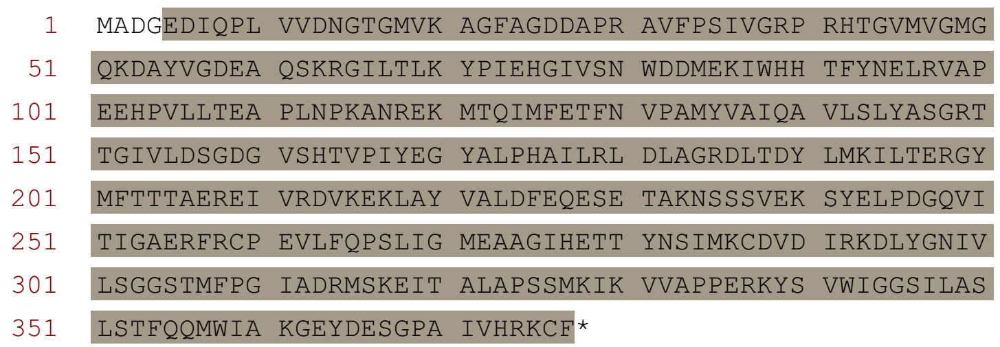 1 MADGEDIQPL VVDNGTGMVK AGFAGDDAPR AVFPSIVGRP RHTGVMVGMG
51 QKDAYVGDEA QSKRGILTLK YPIEHGIVSN WDDMEKIWHH TFYNELRVAP
101 EEHPVLLTEA PLNPKANREK MTQIMFETFN VPAMYVAIQA VLSLYASGRT
151 TGIVLDSGDG VSHTVPIYEG YALPHAILRL DLAGRDLTDY LMKILTERGY
201 MFTTTAEREI VRDVKEKLAY VALDFEQESE TAKNSSSVEK SYELPDGQVI
251 TIGAERFRCP EVLFQPSLIG MEAAGIHETT YNSIMKCDVD IRKDLYGNIV
301 LSGGSTMFPG IADRMSKEIT ALAPSSMKIK VVAPPERKYS VWIGGSILAS
351 LSTFQQMWIA KGEYDESGPA IVHRKCF*